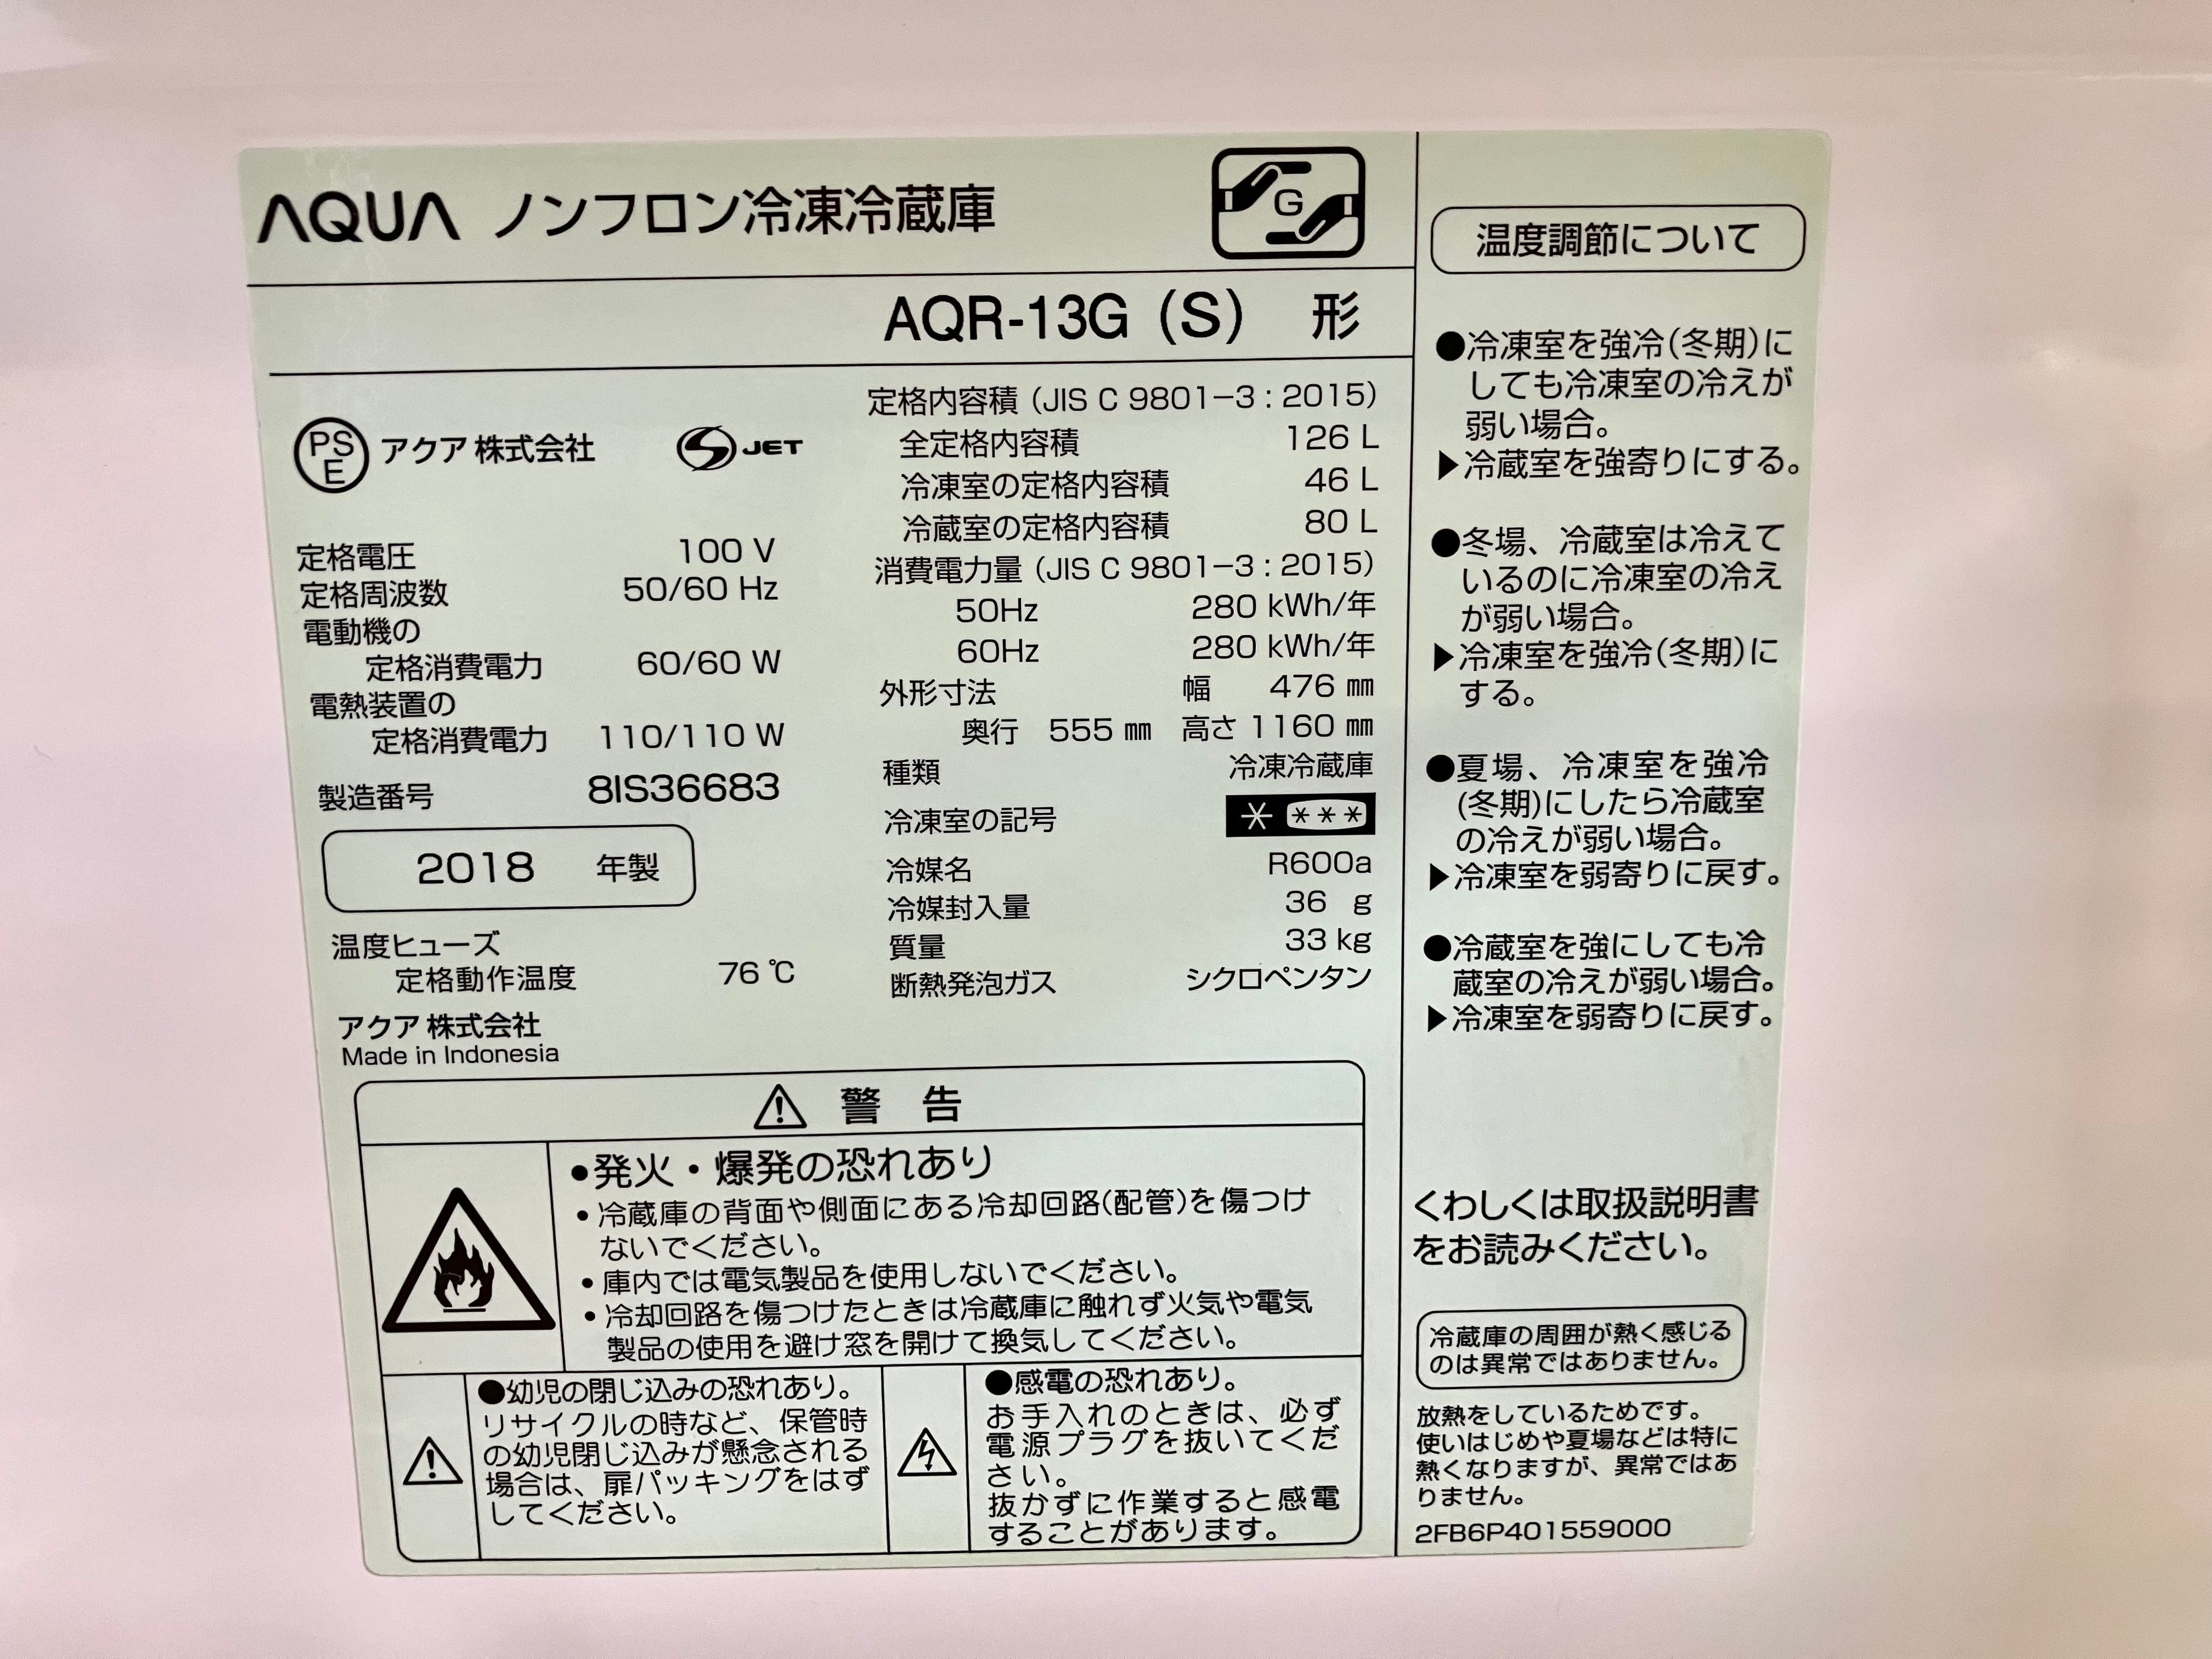 AQUA ノンフロン冷凍冷蔵庫
G
AQR-13G (S) 形
PS
E
アクア 株式会社
S JET
定格電圧 100 V
定格周波数 50/60 Hz
電動機の
定格消費電力 60/60 W
電熱装置の
定格消費電力 110/110 W
製造番号 8IS36683
2018 年製
温度ヒューズ
定格動作温度 76 ℃
アクア 株式会社
Made in Indonesia
定格内容積 (JIS C 9801−3 : 2015)
全定格内容積 126 L
冷凍室の定格内容積 46 L
冷蔵室の定格内容積 80 L
消費電力量 (JIS C 9801−3 : 2015)
50Hz 280 kWh/年
60Hz 280 kWh/年
外形寸法 幅 476 ㎜
奥行 555 ㎜ 高さ 1160 ㎜
種類 冷凍冷蔵庫
冷凍室の記号 * ***
冷媒名 R600a
冷媒封入量 36 g
質量 33 kg
断熱発泡ガス シクロペンタン
警 告
●発火・爆発の恐れあり
• 冷蔵庫の背面や側面にある冷却回路(配管)を傷つけ
ないでください。
• 庫内では電気製品を使用しないでください。
• 冷却回路を傷つけたときは冷蔵庫に触れず火気や電気
製品の使用を避け窓を開けて換気してください。
●幼児の閉じ込みの恐れあり。
リサイクルの時など、保管時
の幼児閉じ込みが懸念される
場合は、扉パッキングをはず
してください。
●感電の恐れあり。
お手入れのときは、必ず
電源プラグを抜いてくだ
さい。
抜かずに作業すると感電
することがあります。
温度調節について
●冷凍室を強冷(冬期)に
しても冷凍室の冷えが
弱い場合。
▶冷蔵室を強寄りにする。
●冬場、冷蔵室は冷えて
いるのに冷凍室の冷え
が弱い場合。
▶冷凍室を強冷(冬期)に
する。
●夏場、冷凍室を強冷
(冬期)にしたら冷蔵室
の冷えが弱い場合。
▶冷凍室を弱寄りに戻す。
●冷蔵室を強にしても冷
蔵室の冷えが弱い場合。
▶冷凍室を弱寄りに戻す。
くわしくは取扱説明書
をお読みください。
冷蔵庫の周囲が熱く感じる
のは異常ではありません。
放熱をしているためです。
使いはじめや夏場などは特に
熱くなりますが、異常ではあ
りません。
2FB6P401559000